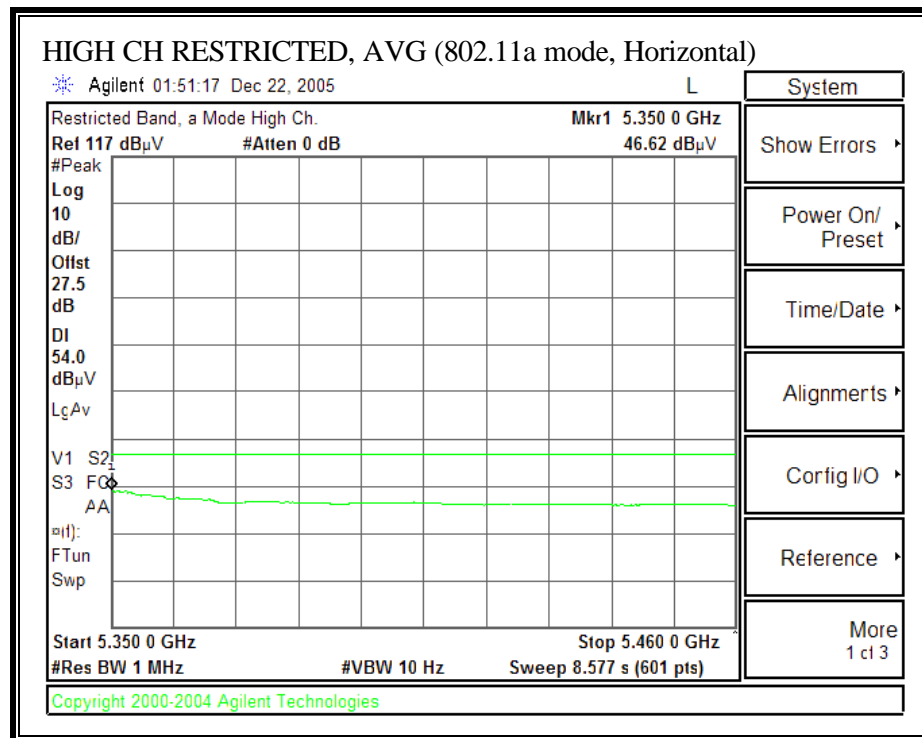 HIGH CH RESTRICTED, AVG (802.11a mode, Horizontal)
Agilent 01:51:17 Dec 22, 2005 L
System
Restricted Band, a Mode High Ch. Mkr1 5.350 0 GHz
Ref 117 dBµV #Atten 0 dB 46.62 dBµV
#Peak
Log
10
dB/
Offst
27.5
dB
DI
54.0
dBµV
LgAv
V1 S2
1
S3 FC
AA
¤(f):
FTun
Swp
Start 5.350 0 GHz Stop 5.460 0 GHz
#Res BW 1 MHz #VBW 10 Hz Sweep 8.577 s (601 pts)
Show Errors
Power On/
Preset
Time/Date
Alignments
Config I/O
Reference
More
1 of 3
Copyright 2000-2004 Agilent Technologies